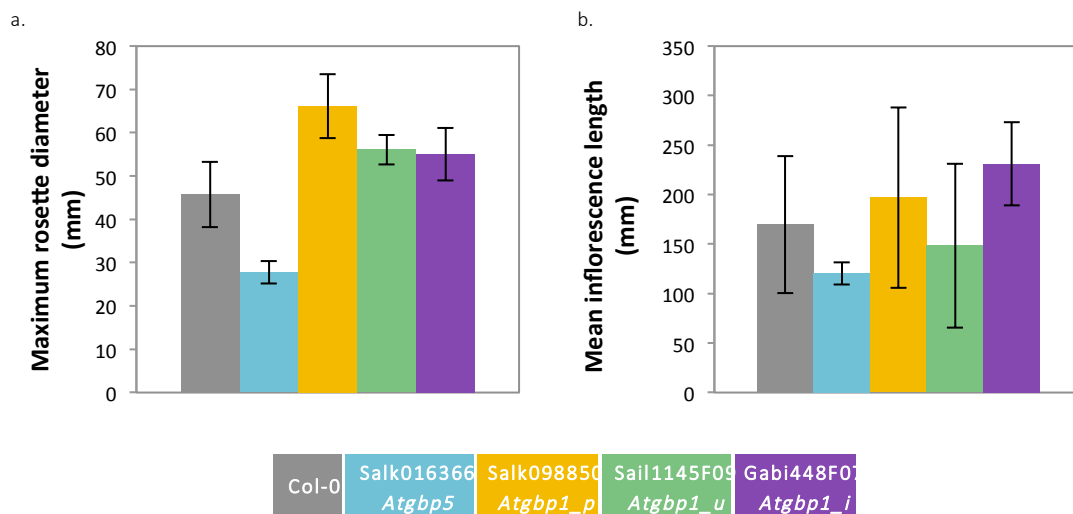 a.
b.
Maximum rosette diameter
(mm)
80
70
60
50
40
30
20
10
0
Mean inflorescence length
(mm)
350
300
250
200
150
100
50
0
Col-0
Salk016366
Atgbp5
Salk098850
Atgbp1_p
Sail1145F09
Atgbp1_u
Gabi448F07
Atgbp1_i